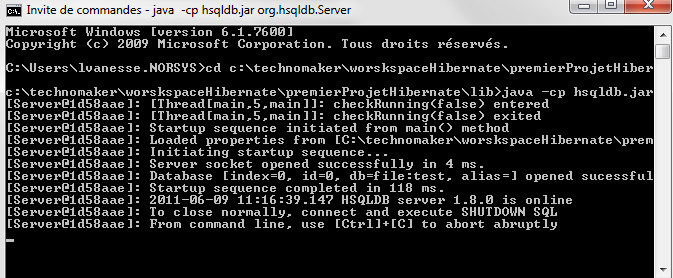 Invite de commandes - java -cp hsqldb.jar org.hsqldb.Server
Microsoft Windows [version 6.1.7600]
Copyright (c) 2009 Microsoft Corporation. Tous droits réservés.
C:\Users\lvanesse.NORSYS>cd c:\technomaker\worskspaceHibernate\premierProjetHiber
c:\technomaker\worskspaceHibernate\premierProjetHibernate\lib>java -cp hsqldb.jar
[Server@1d58aae]: [Thread[main,5,main]]: checkRunning(false) entered
[Server@1d58aae]: [Thread[main,5,main]]: checkRunning(false) exited
[Server@1d58aae]: Startup sequence initiated from main() method
[Server@1d58aae]: Loaded properties from [C:\technomaker\worskspaceHibernate\prem
[Server@1d58aae]: Initiating startup sequence...
[Server@1d58aae]: Server socket opened successfully in 4 ms.
[Server@1d58aae]: Database [index=0, id=0, db=file:test, alias=] opened sucessful
[Server@1d58aae]: Startup sequence completed in 118 ms.
[Server@1d58aae]: 2011-06-09 11:16:39.147 HSQLDB server 1.8.0 is online
[Server@1d58aae]: To close normally, connect and execute SHUTDOWN SQL
[Server@1d58aae]: From command line, use [Ctrl]+[C] to abort abruptly